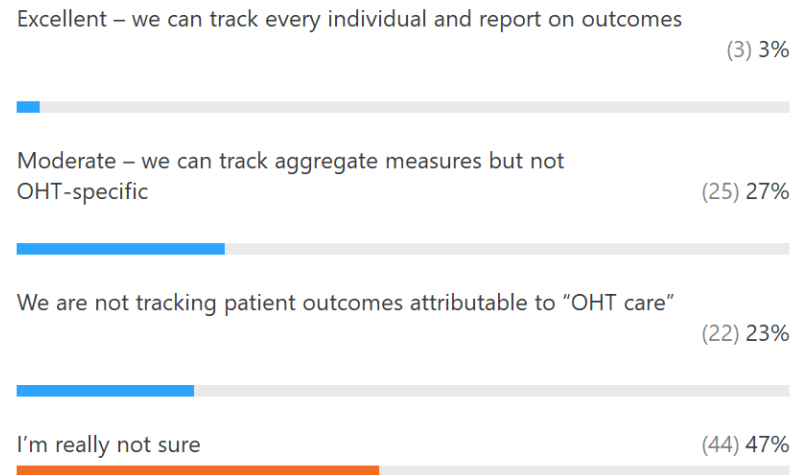 Excellent – we can track every individual and report on outcomes
(3) 3%
Moderate – we can track aggregate measures but not
OHT-specific
(25) 27%
We are not tracking patient outcomes attributable to “OHT care”
(22) 23%
I’m really not sure
(44) 47%